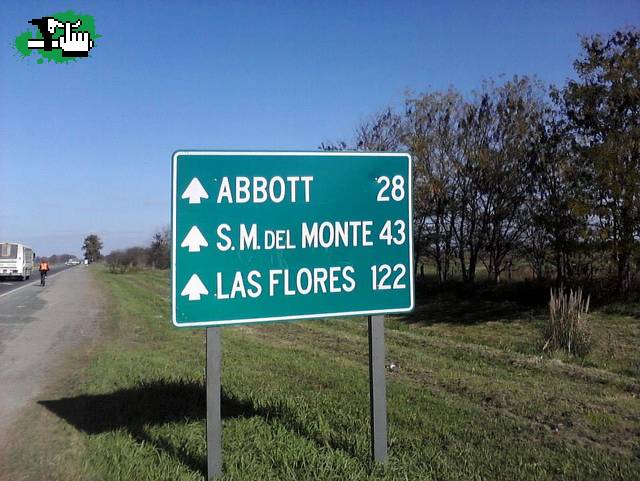 ABBOTT 28
S.M. DEL MONTE 43
LAS FLORES 122